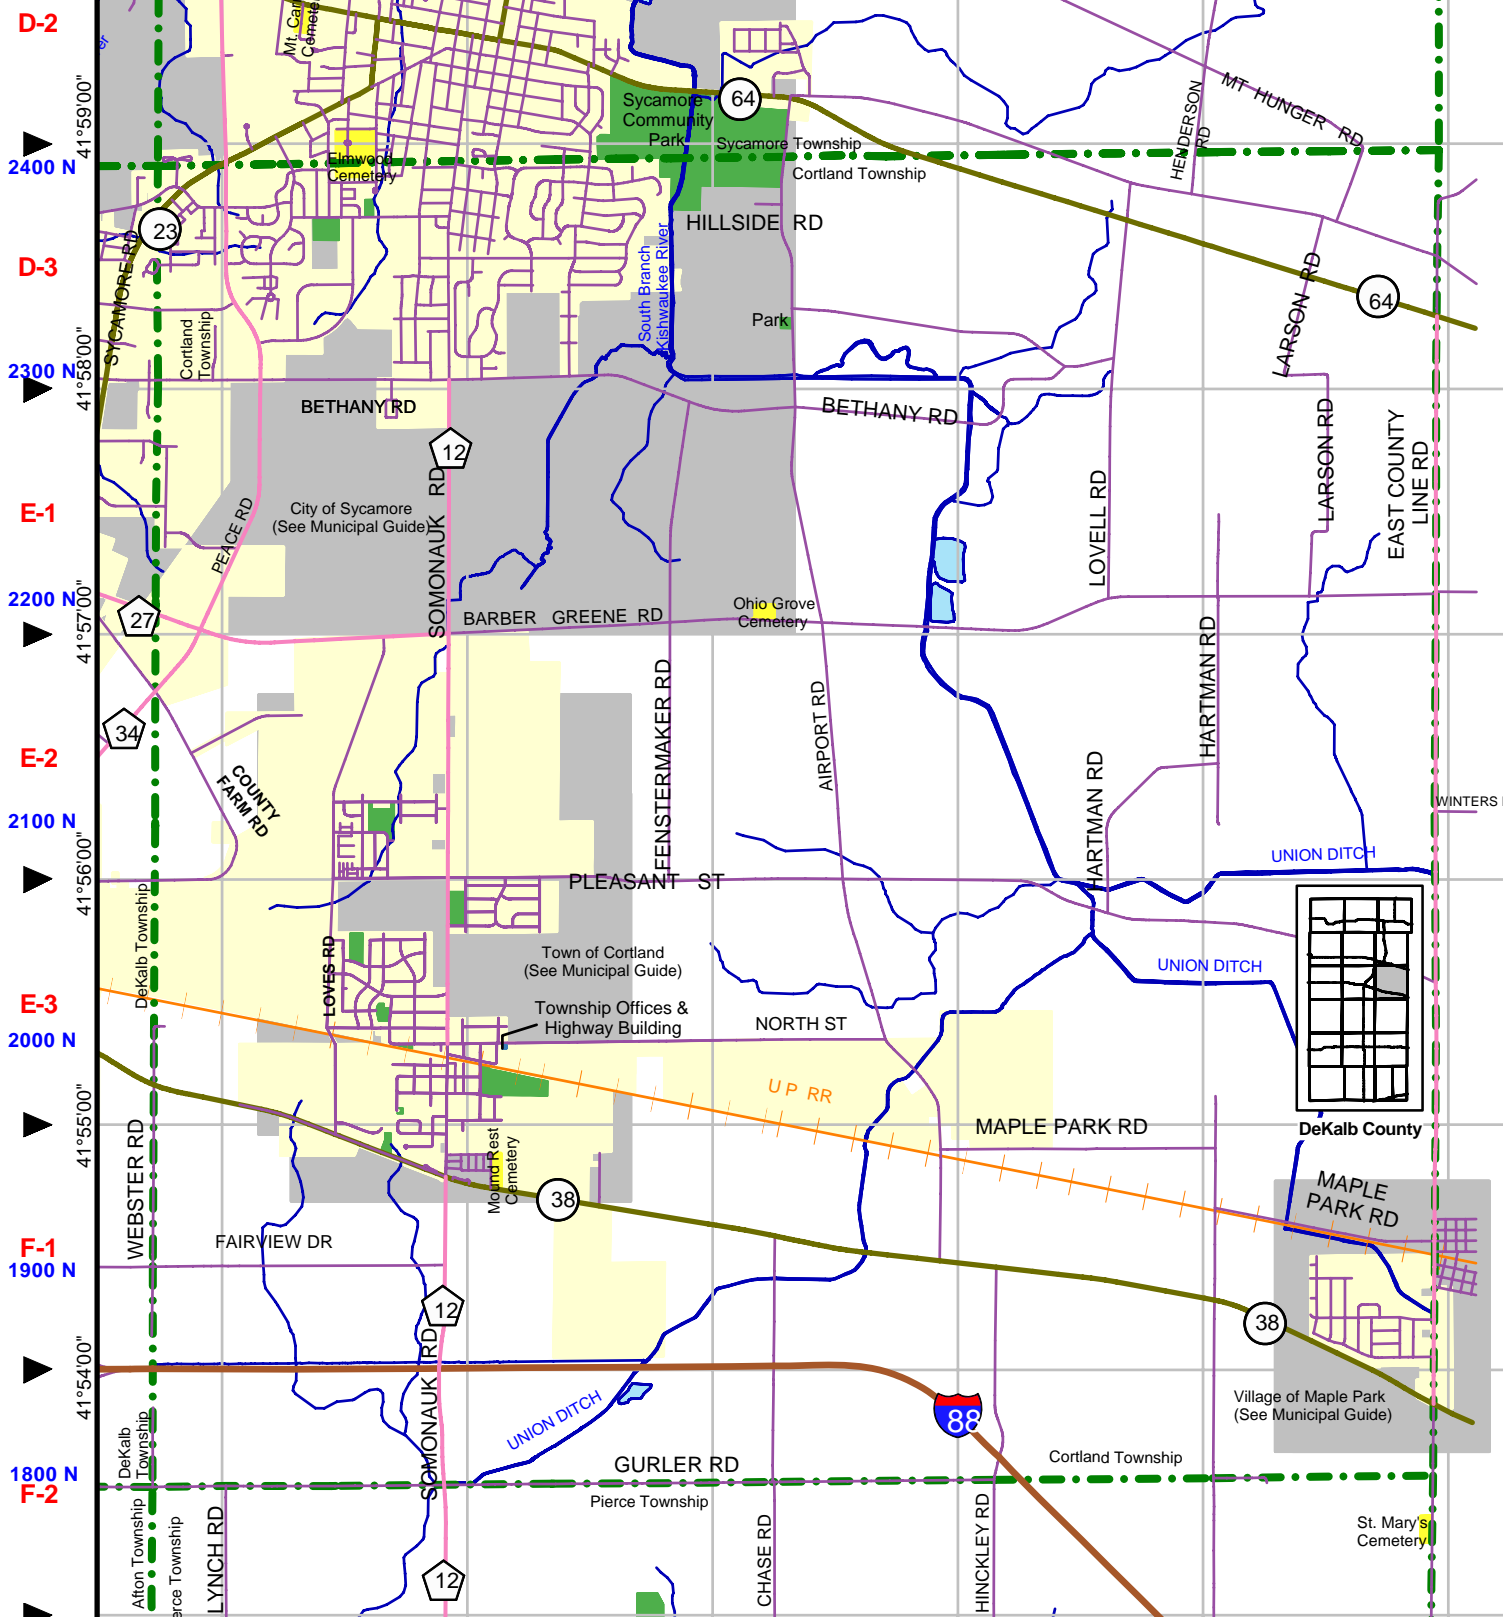 D-2
Mt. Car
Cemete
er
41°59'00"
2400 N
Sycamore
Community
Park
64
Sycamore Township
Cortland Township
HENDERSON
RD
MT HUNGER RD
Elmwood
Cemetery
23
HILLSIDE RD
D-3
SYCAMORE RD
Cortland
Township
South Branch
Kishwaukee River
Park
LARSON RD
64
41°58'00"
2300 N
BETHANY RD
BETHANY RD
12
SOMONAUK RD
E-1
City of Sycamore
(See Municipal Guide)
PEACE RD
LOVELL RD
LARSON RD
EAST COUNTY
LINE RD
41°57'00"
2200 N
27
BARBER GREENE RD
Ohio Grove
Cemetery
34
FENSTERMAKER RD
AIRPORT RD
HARTMAN RD
HARTMAN RD
E-2
COUNTY
FARM RD
WINTERS
2100 N
41°56'00"
UNION DITCH
PLEASANT ST
DeKalb Township
LOVES RD
Town of Cortland
(See Municipal Guide)
UNION DITCH
E-3
Township Offices &
Highway Building
NORTH ST
2000 N
U P RR
41°55'00"
WEBSTER RD
Mound Rest
Cemetery
MAPLE PARK RD
DeKalb County
38
MAPLE
PARK RD
F-1
FAIRVIEW DR
1900 N
12
38
41°54'00"
SOMONAUK RD
UNION DITCH
88
Village of Maple Park
(See Municipal Guide)
DeKalb
Township
1800 N
F-2
GURLER RD
Cortland Township
Pierce Township
Afton Township
erce Township
LYNCH RD
12
CHASE RD
HINCKLEY RD
St. Mary's
Cemetery